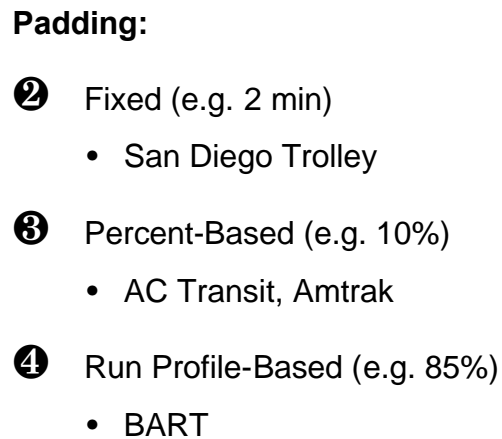 Padding:
❷ Fixed (e.g. 2 min)
• San Diego Trolley
❸ Percent-Based (e.g. 10%)
• AC Transit, Amtrak
❹ Run Profile-Based (e.g. 85%)
• BART